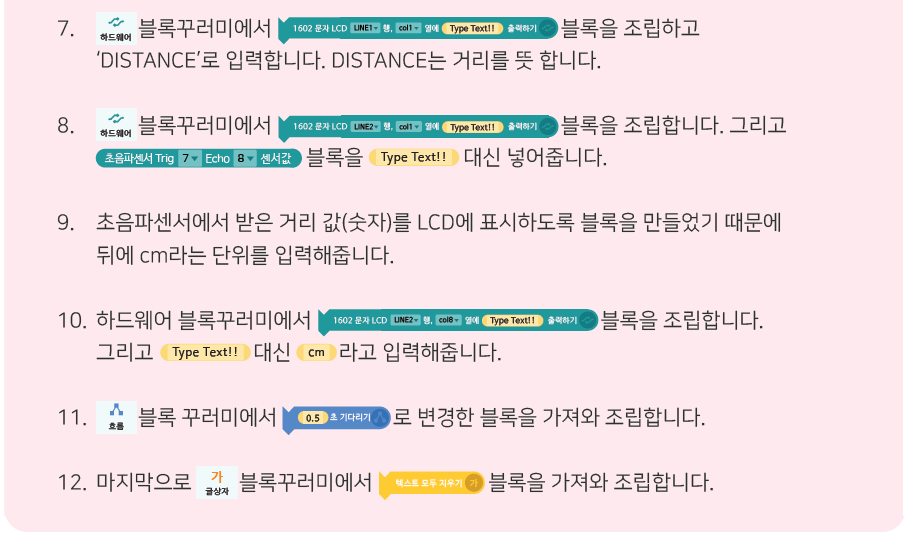 7. 하드웨어 블록꾸러미에서 1602 문자 LCD LINE1 행, col1 열에 Type Text!! 출력하기 블록을 조립하고
'DISTANCE'로 입력합니다. DISTANCE는 거리를 뜻 합니다.
8. 하드웨어 블록꾸러미에서 1602 문자 LCD LINE2 행, col1 열에 Type Text!! 출력하기 블록을 조립합니다. 그리고
초음파센서 Trig 7 Echo 8 센서값 블록을 Type Text!! 대신 넣어줍니다.
9. 초음파센서에서 받은 거리 값(숫자)를 LCD에 표시하도록 블록을 만들었기 때문에
뒤에 cm라는 단위를 입력해줍니다.
10. 하드웨어 블록꾸러미에서 1602 문자 LCD LINE2 행, col8 열에 Type Text!! 출력하기 블록을 조립합니다.
그리고 Type Text!! 대신 cm 라고 입력해줍니다.
11. 흐름 블록 꾸러미에서 0.5 초 기다리기 로 변경한 블록을 가져와 조립합니다.
12. 마지막으로 가 글상자 블록꾸러미에서 텍스트 모두 지우기 가 블록을 가져와 조립합니다.